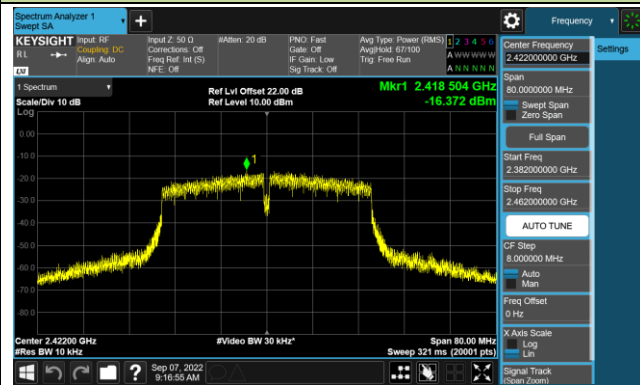 Spectrum Analyzer 1
Swept SA
Frequency
KEYSIGHT
Input: RF
Coupling: DC
Align: Auto
Input Z: 50 Ω
Corrections: Off
Freq Ref: Int (S)
NFE: Off
#Atten: 20 dB
PNO: Fast
Gate: Off
IF Gain: Low
Sig Track: Off
Avg Type: Power (RMS)
Avg|Hold: 67/100
Trig: Free Run
1 2 3 4 5 6
A W W W W W
A N N N N N
R L
LXI
1 Spectrum
Scale/Div 10 dB
Log
Ref Lvl Offset 22.00 dB
Ref Level 10.00 dBm
Mkr1 2.418 504 GHz
-16.372 dBm
1
0.00
-10.0
-20.0
-30.0
-40.0
-50.0
-60.0
-70.0
-80.0
Center 2.42200 GHz
#Res BW 10 kHz
#Video BW 30 kHz*
Span 80.00 MHz
Sweep 321 ms (20001 pts)
Sep 07, 2022
9:16:55 AM
Center Frequency
2.422000000 GHz
Settings
Span
80.0000000 MHz
Swept Span
Zero Span
Full Span
Start Freq
2.382000000 GHz
Stop Freq
2.462000000 GHz
AUTO TUNE
CF Step
8.000000 MHz
Auto
Man
Freq Offset
0 Hz
X Axis Scale
Log
Lin
Signal Track
(Span Zoom)